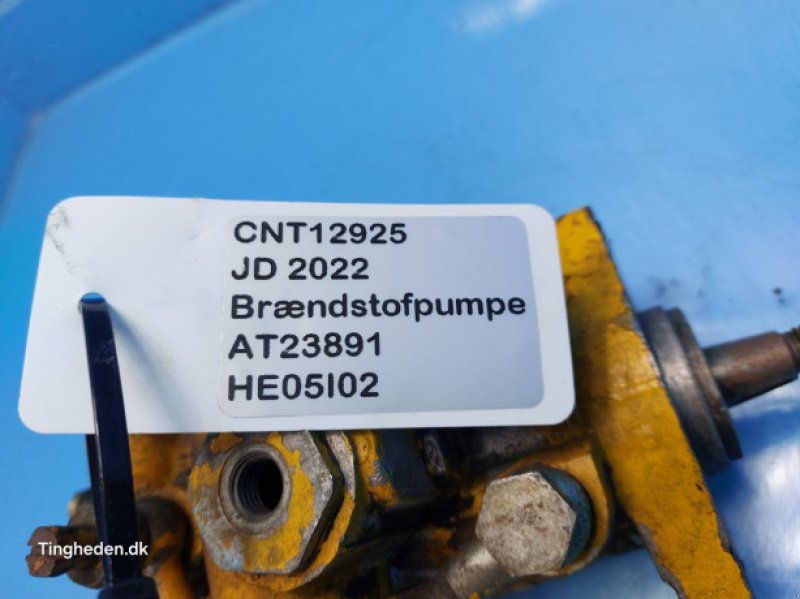 CNT12925
JD 2022
Brændstofpumpe
AT23891
HE05I02
Tingheden.dk